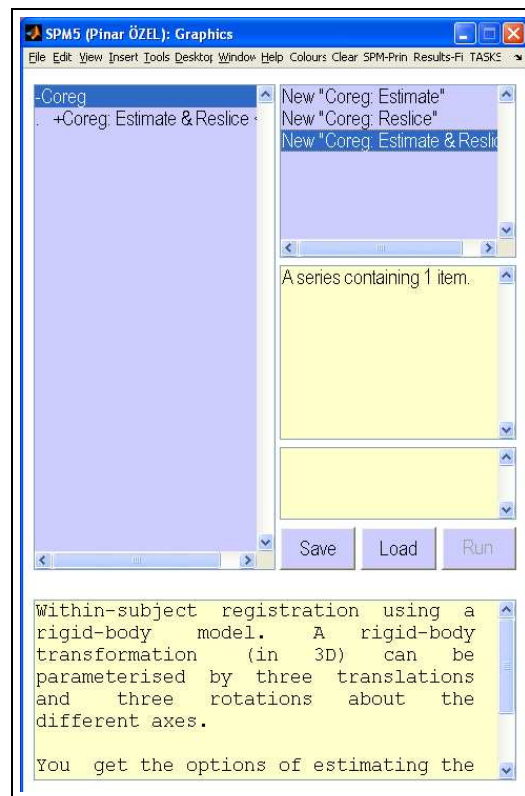 SPM5 (Pinar ÖZEL): Graphics
File Edit View Insert Tools Desktop Window Help Colours Clear SPM-Prin Results-Fi TASKS
-Coreg
. +Coreg: Estimate & Reslice <
New "Coreg: Estimate"
New "Coreg: Reslice"
New "Coreg: Estimate & Reslic
A series containing 1 item.
Save Load Run
Within-subject registration using a
rigid-body model. A rigid-body
transformation (in 3D) can be
parameterised by three translations
and three rotations about the
different axes.
You get the options of estimating the